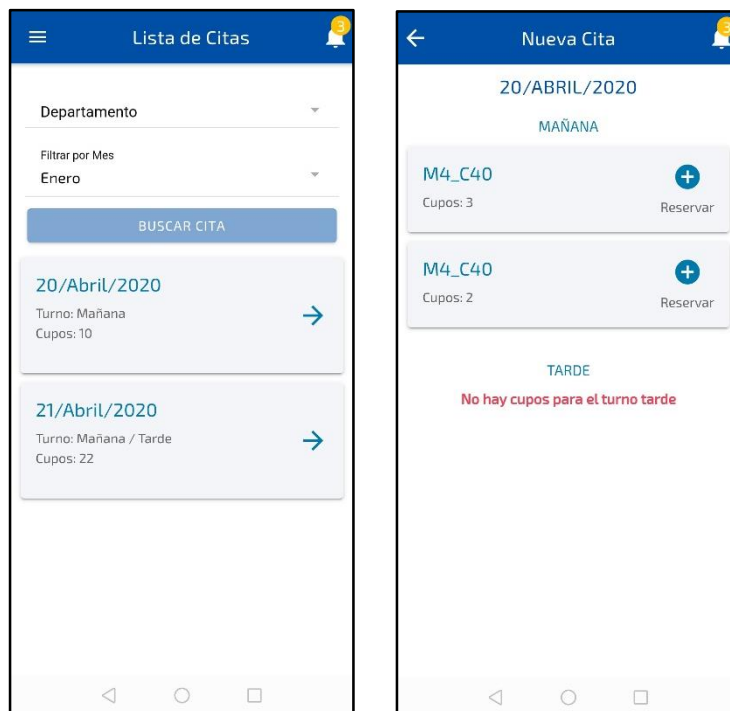 Lista de Citas
3
Departamento
Filtrar por Mes
Enero
BUSCAR CITA
20/Abril/2020
Turno: Mañana
Cupos: 10
21/Abril/2020
Turno: Mañana / Tarde
Cupos: 22
Nueva Cita
3
20/ABRIL/2020
MAÑANA
M4_C40
Cupos: 3
Reservar
M4_C40
Cupos: 2
Reservar
TARDE
No hay cupos para el turno tarde